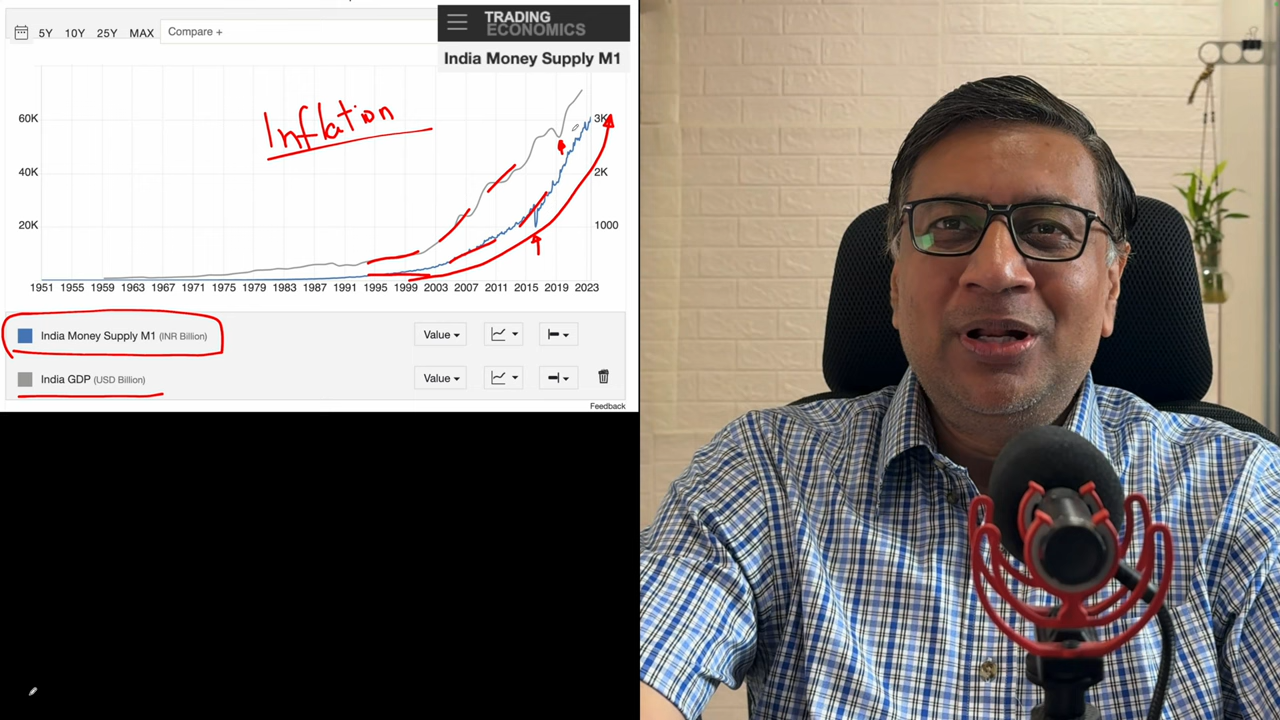 TRADING
ECONOMICS
5Y 10Y 25Y MAX Compare +
India Money Supply M1
Inflation
60K 3K
40K 2K
20K 1000
1951 1955 1959 1963 1967 1971 1975 1979 1983 1987 1991 1995 1999 2003 2007 2011 2015 2019 2023
India Money Supply M1 (INR Billion) Value
India GDP (USD Billion) Value
Feedback